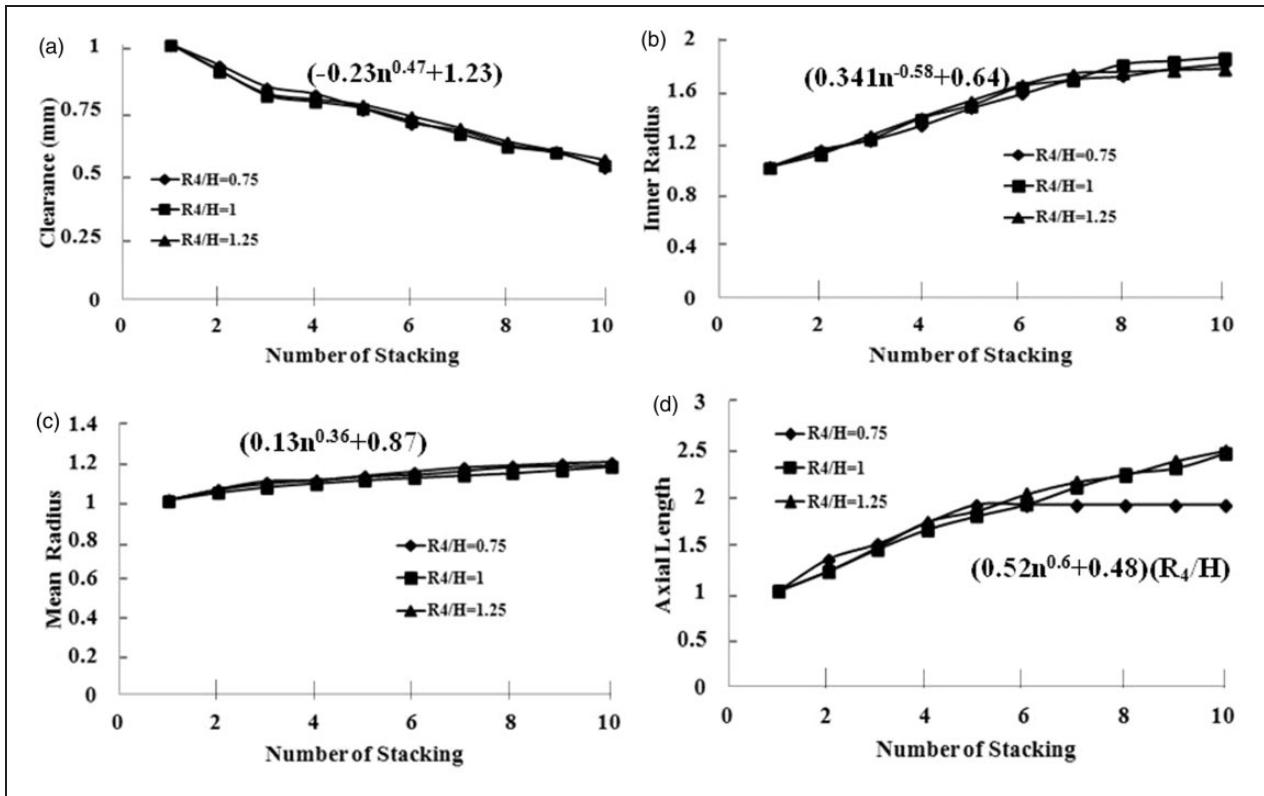 (a)
1
0.75
0.5
0.25
0
Clearance (mm)
(-0.23n^0.47+1.23)
R4/H=0.75
R4/H=1
R4/H=1.25
0 2 4 6 8 10
Number of Stacking
(b)
2
1.6
1.2
0.8
0.4
0
Inner Radius
(0.341n^-0.58+0.64)
R4/H=0.75
R4/H=1
R4/H=1.25
0 2 4 6 8 10
Number of Stacking
(c)
1.4
1.2
1
0.8
0.6
0.4
0.2
0
Mean Radius
(0.13n^0.36+0.87)
R4/H=0.75
R4/H=1
R4/H=1.25
0 2 4 6 8 10
Number of Stacking
(d)
3
2.5
2
1.5
1
0.5
0
Axial Length
R4/H=0.75
R4/H=1
R4/H=1.25
(0.52n^0.6+0.48)(R₄/H)
0 2 4 6 8 10
Number of Stacking